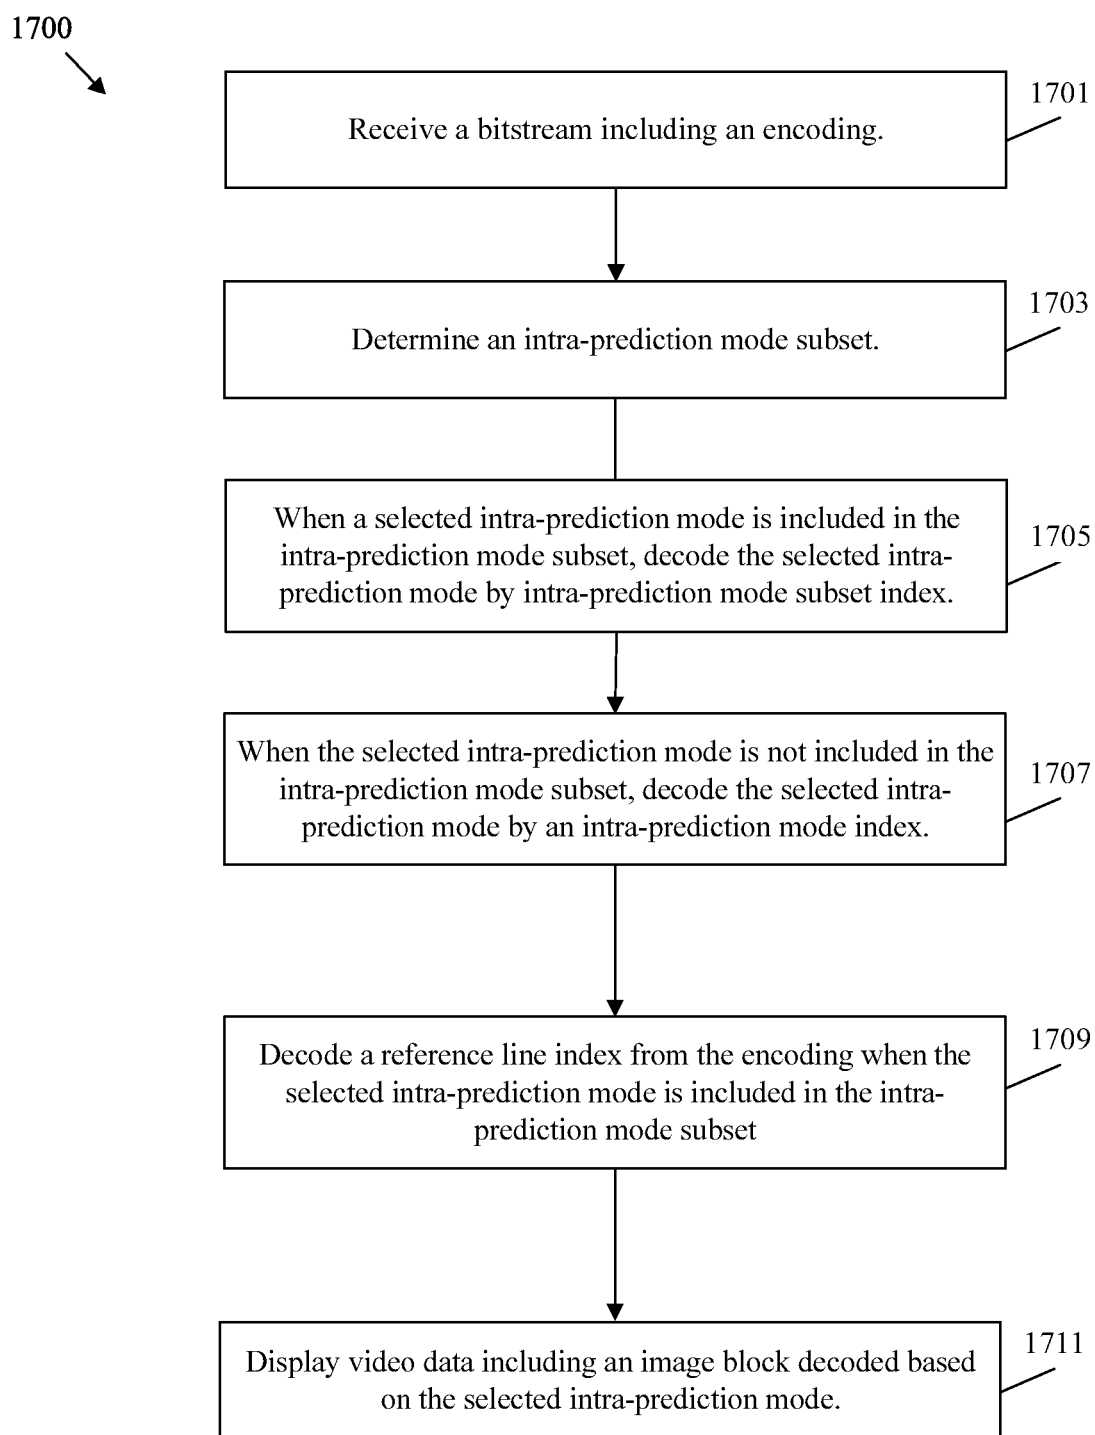 1700
1701
Receive a bitstream including an encoding.
1703
Determine an intra-prediction mode subset.
1705
When a selected intra-prediction mode is included in the
intra-prediction mode subset, decode the selected intra-
prediction mode by intra-prediction mode subset index.
1707
When the selected intra-prediction mode is not included in the
intra-prediction mode subset, decode the selected intra-
prediction mode by an intra-prediction mode index.
1709
Decode a reference line index from the encoding when the
selected intra-prediction mode is included in the intra-
prediction mode subset
1711
Display video data including an image block decoded based
on the selected intra-prediction mode.